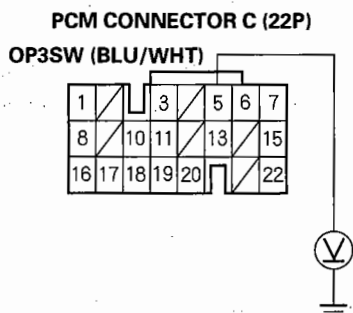 PCM CONNECTOR C (22P)
OP3SW (BLU/WHT)
1 3 5 6 7
8 10 11 13 15
16 17 18 19 20 22
V